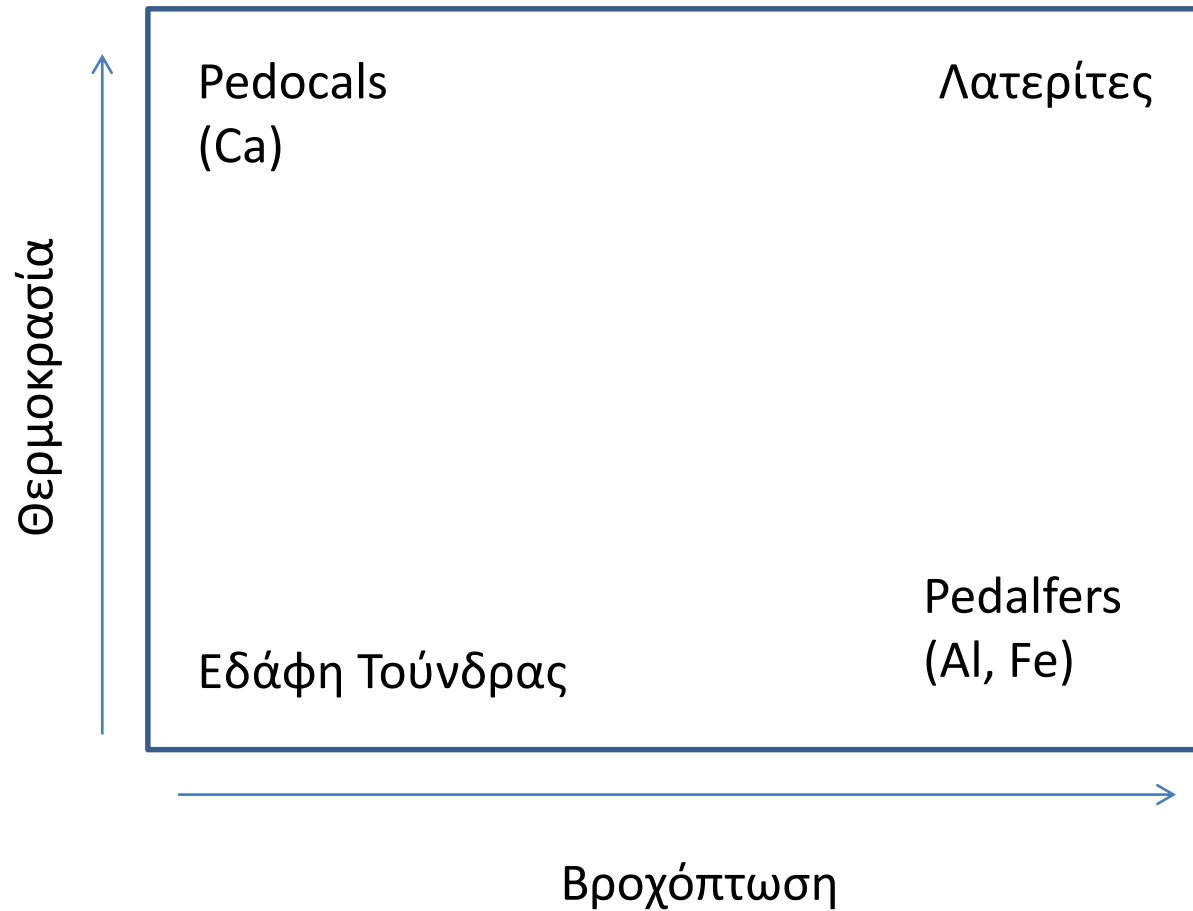 Pedocals
(Ca)
Λατερίτες
Θερμοκρασία
Pedalfers
(Al, Fe)
Εδάφη Τούνδρας
Βροχόπτωση